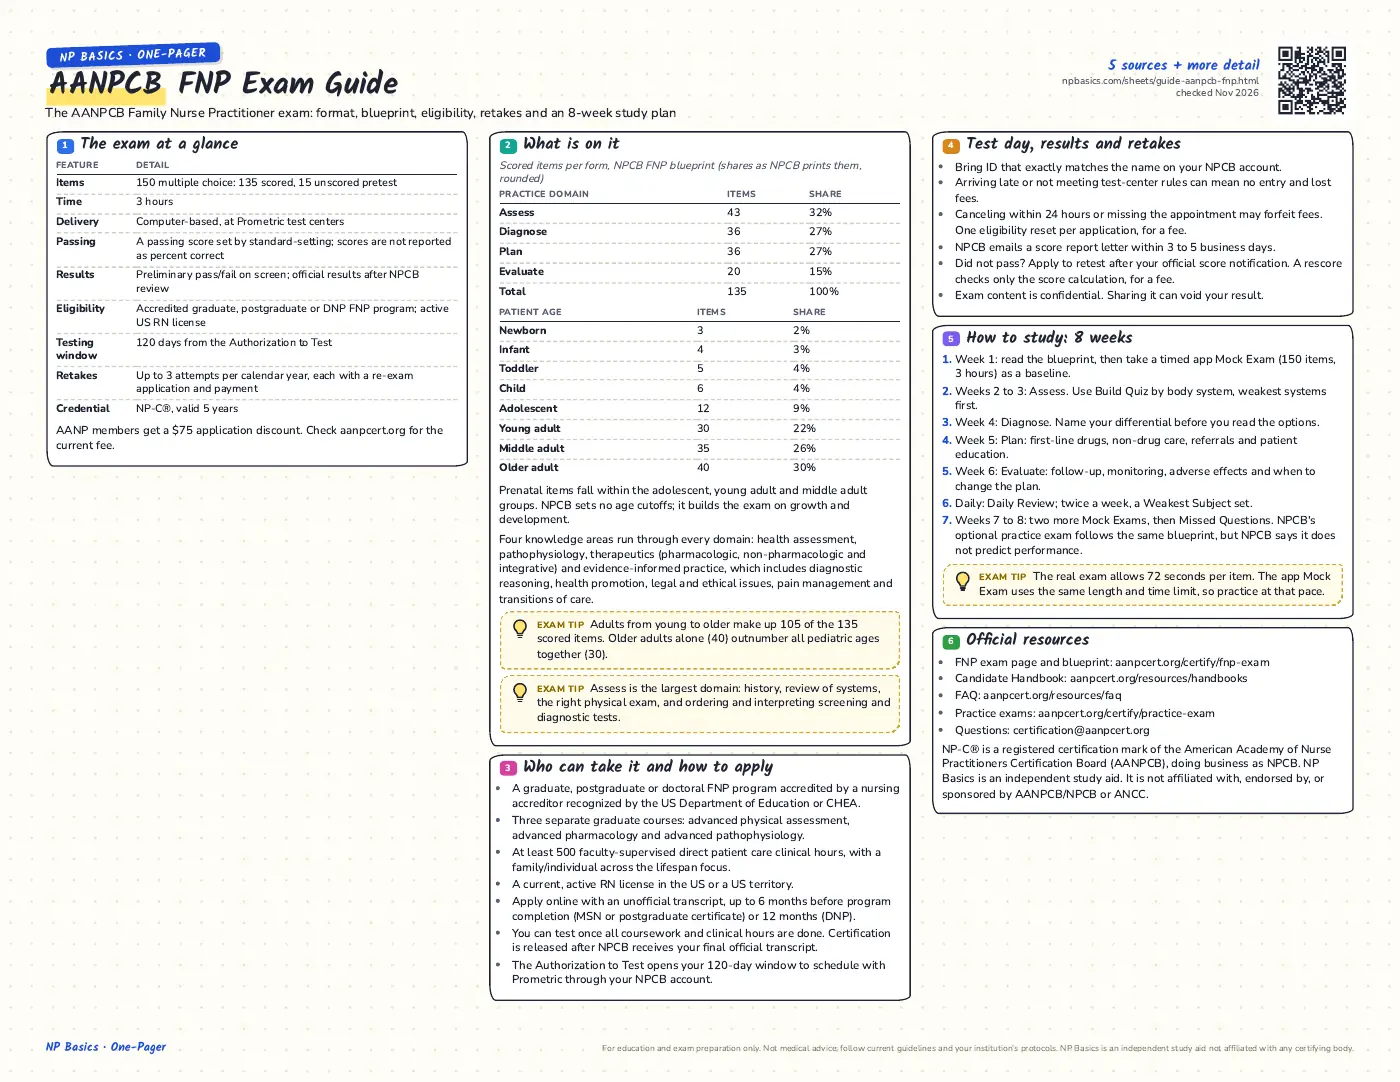 NP BASICS · ONE-PAGER
AANPCB FNP Exam Guide
The AANPCB Family Nurse Practitioner exam: format, blueprint, eligibility, retakes and an 8-week study plan
5 sources + more detail
npbasics.com/sheets/guide-aanpcb-fnp.html
checked Nov 2026
1 The exam at a glance
FEATURE DETAIL
Items 150 multiple choice: 135 scored, 15 unscored pretest
Time 3 hours
Delivery Computer-based, at Prometric test centers
Passing A passing score set by standard-setting; scores are not reported
as percent correct
Results Preliminary pass/fail on screen; official results after NPCB
review
Eligibility Accredited graduate, postgraduate or DNP FNP program; active
US RN license
Testing window 120 days from the Authorization to Test
Retakes Up to 3 attempts per calendar year, each with a re-exam
application and payment
Credential NP-C®, valid 5 years
AANP members get a $75 application discount. Check aanpcert.org for the
current fee.
2 What is on it
Scored items per form, NPCB FNP blueprint (shares as NPCB prints them,
rounded)
PRACTICE DOMAIN ITEMS SHARE
Assess 43 32%
Diagnose 36 27%
Plan 36 27%
Evaluate 20 15%
Total 135 100%
PATIENT AGE ITEMS SHARE
Newborn 3 2%
Infant 4 3%
Toddler 5 4%
Child 6 4%
Adolescent 12 9%
Young adult 30 22%
Middle adult 35 26%
Older adult 40 30%
Prenatal items fall within the adolescent, young adult and middle adult
groups. NPCB sets no age cutoffs; it builds the exam on growth and
development.
Four knowledge areas run through every domain: health assessment,
pathophysiology, therapeutics (pharmacologic, non-pharmacologic and
integrative) and evidence-informed practice, which includes diagnostic
reasoning, health promotion, legal and ethical issues, pain management and
transitions of care.
EXAM TIP Adults from young to older make up 105 of the 135
scored items. Older adults alone (40) outnumber all pediatric ages
together (30).
EXAM TIP Assess is the largest domain: history, review of systems,
the right physical exam, and ordering and interpreting screening and
diagnostic tests.
3 Who can take it and how to apply
• A graduate, postgraduate or doctoral FNP program accredited by a nursing
accreditor recognized by the US Department of Education or CHEA.
• Three separate graduate courses: advanced physical assessment,
advanced pharmacology and advanced pathophysiology.
• At least 500 faculty-supervised direct patient care clinical hours, with a
family/individual across the lifespan focus.
• A current, active RN license in the US or a US territory.
• Apply online with an unofficial transcript, up to 6 months before program
completion (MSN or postgraduate certificate) or 12 months (DNP).
• You can test once all coursework and clinical hours are done. Certification
is released after NPCB receives your final official transcript.
• The Authorization to Test opens your 120-day window to schedule with
Prometric through your NPCB account.
4 Test day, results and retakes
• Bring ID that exactly matches the name on your NPCB account.
• Arriving late or not meeting test-center rules can mean no entry and lost
fees.
• Canceling within 24 hours or missing the appointment may forfeit fees.
One eligibility reset per application, for a fee.
• NPCB emails a score report letter within 3 to 5 business days.
• Did not pass? Apply to retest after your official score notification. A rescore
checks only the score calculation, for a fee.
• Exam content is confidential. Sharing it can void your result.
5 How to study: 8 weeks
1. Week 1: read the blueprint, then take a timed app Mock Exam (150 items,
3 hours) as a baseline.
2. Weeks 2 to 3: Assess. Use Build Quiz by body system, weakest systems
first.
3. Week 4: Diagnose. Name your differential before you read the options.
4. Week 5: Plan: first-line drugs, non-drug care, referrals and patient
education.
5. Week 6: Evaluate: follow-up, monitoring, adverse effects and when to
change the plan.
6. Daily: Daily Review; twice a week, a Weakest Subject set.
7. Weeks 7 to 8: two more Mock Exams, then Missed Questions. NPCB's
optional practice exam follows the same blueprint, but NPCB says it does
not predict performance.
EXAM TIP The real exam allows 72 seconds per item. The app Mock
Exam uses the same length and time limit, so practice at that pace.
6 Official resources
• FNP exam page and blueprint: aanpcert.org/certify/fnp-exam
• Candidate Handbook: aanpcert.org/resources/handbooks
• FAQ: aanpcert.org/resources/faq
• Practice exams: aanpcert.org/certify/practice-exam
• Questions: certification@aanpcert.org
NP-C® is a registered certification mark of the American Academy of Nurse
Practitioners Certification Board (AANPCB), doing business as NPCB. NP
Basics is an independent study aid. It is not affiliated with, endorsed by, or
sponsored by AANPCB/NPCB or ANCC.
NP Basics · One-Pager
For education and exam preparation only. Not medical advice; follow current guidelines and your institution's protocols. NP Basics is an independent study aid not affiliated with any certifying body.